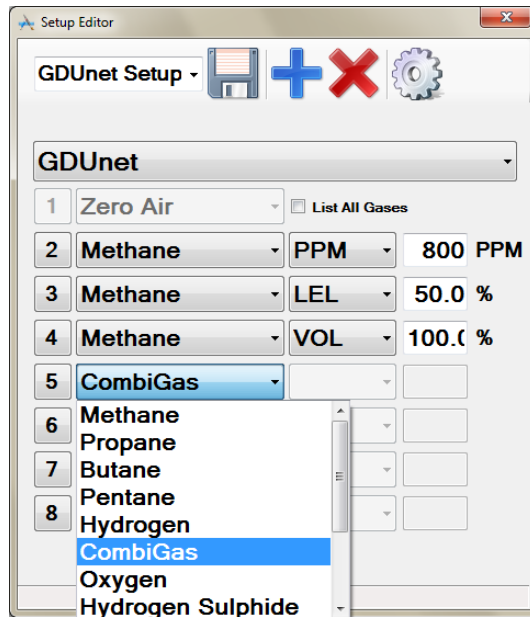 Setup Editor
GDUnet Setup
GDUnet
1 Zero Air List All Gases
2 Methane PPM 800 PPM
3 Methane LEL 50.0 %
4 Methane VOL 100.( %
5 CombiGas
6 Methane
Propane
7 Butane
Pentane
8 Hydrogen
CombiGas
Oxygen
Hydrogen Sulphide